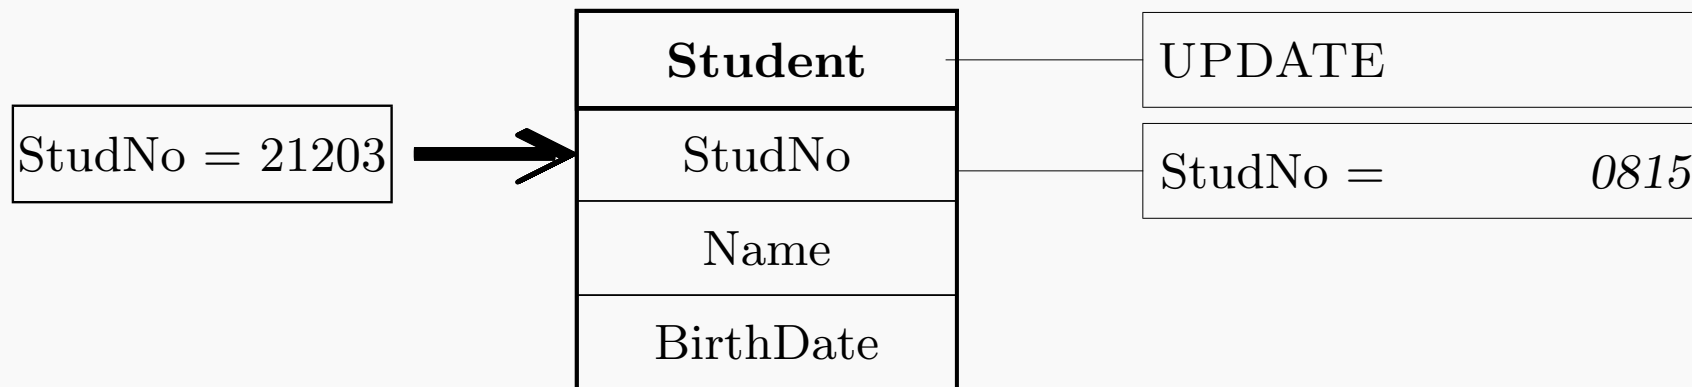 Student
UPDATE
StudNo = 21203
StudNo
StudNo = 0815
Name
BirthDate